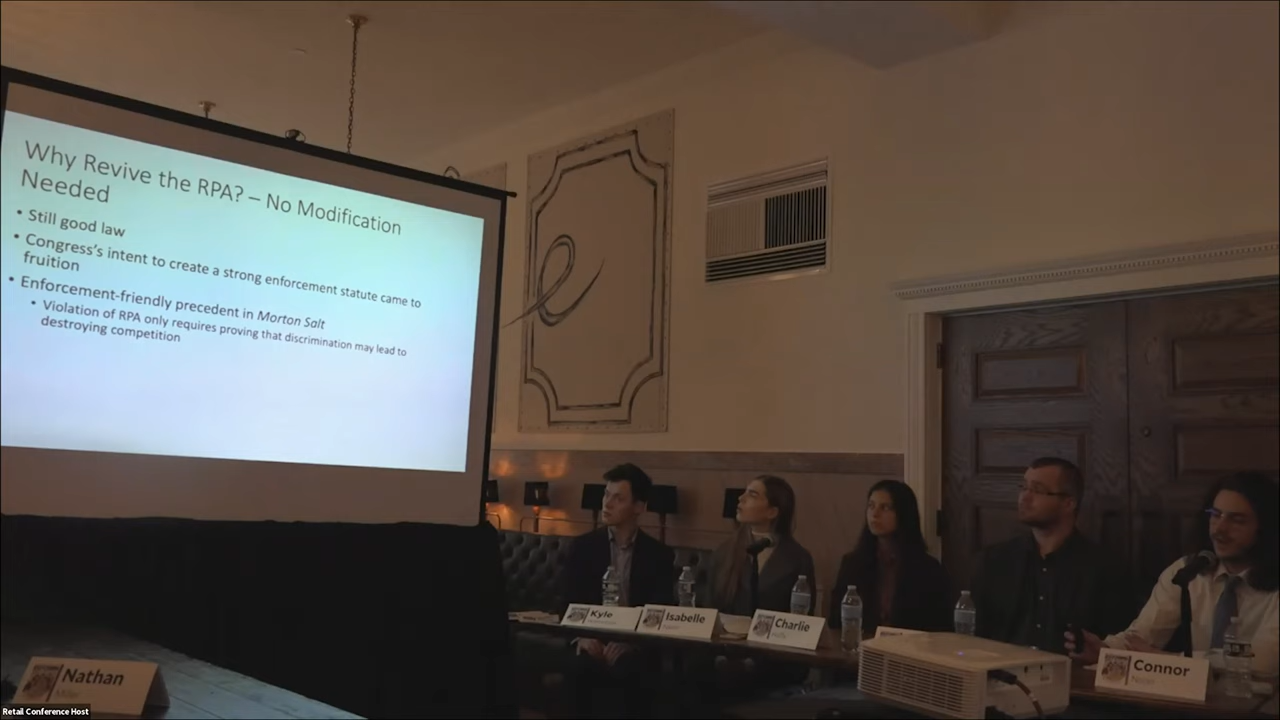 Why Revive the RPA? – No Modification
Needed
• Still good law
• Congress's intent to create a strong enforcement statute came to
fruition
• Enforcement-friendly precedent in Morton Salt
• Violation of RPA only requires proving that discrimination may lead to
destroying competition
e
Kyle
Isabelle
Charlie
Connor
Nathan
Retail Conference Host